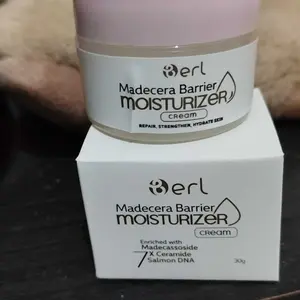 Berl
Madecera Barrier
MOISTURIZER
CREAM
REPAIR, STRENGTHEN, HYDRATE SKIN
Berl
Madecera Barrier
MOISTURIZER
CREAM
Enriched with
Madecassoside
7X Ceramide
Salmon DNA
30g